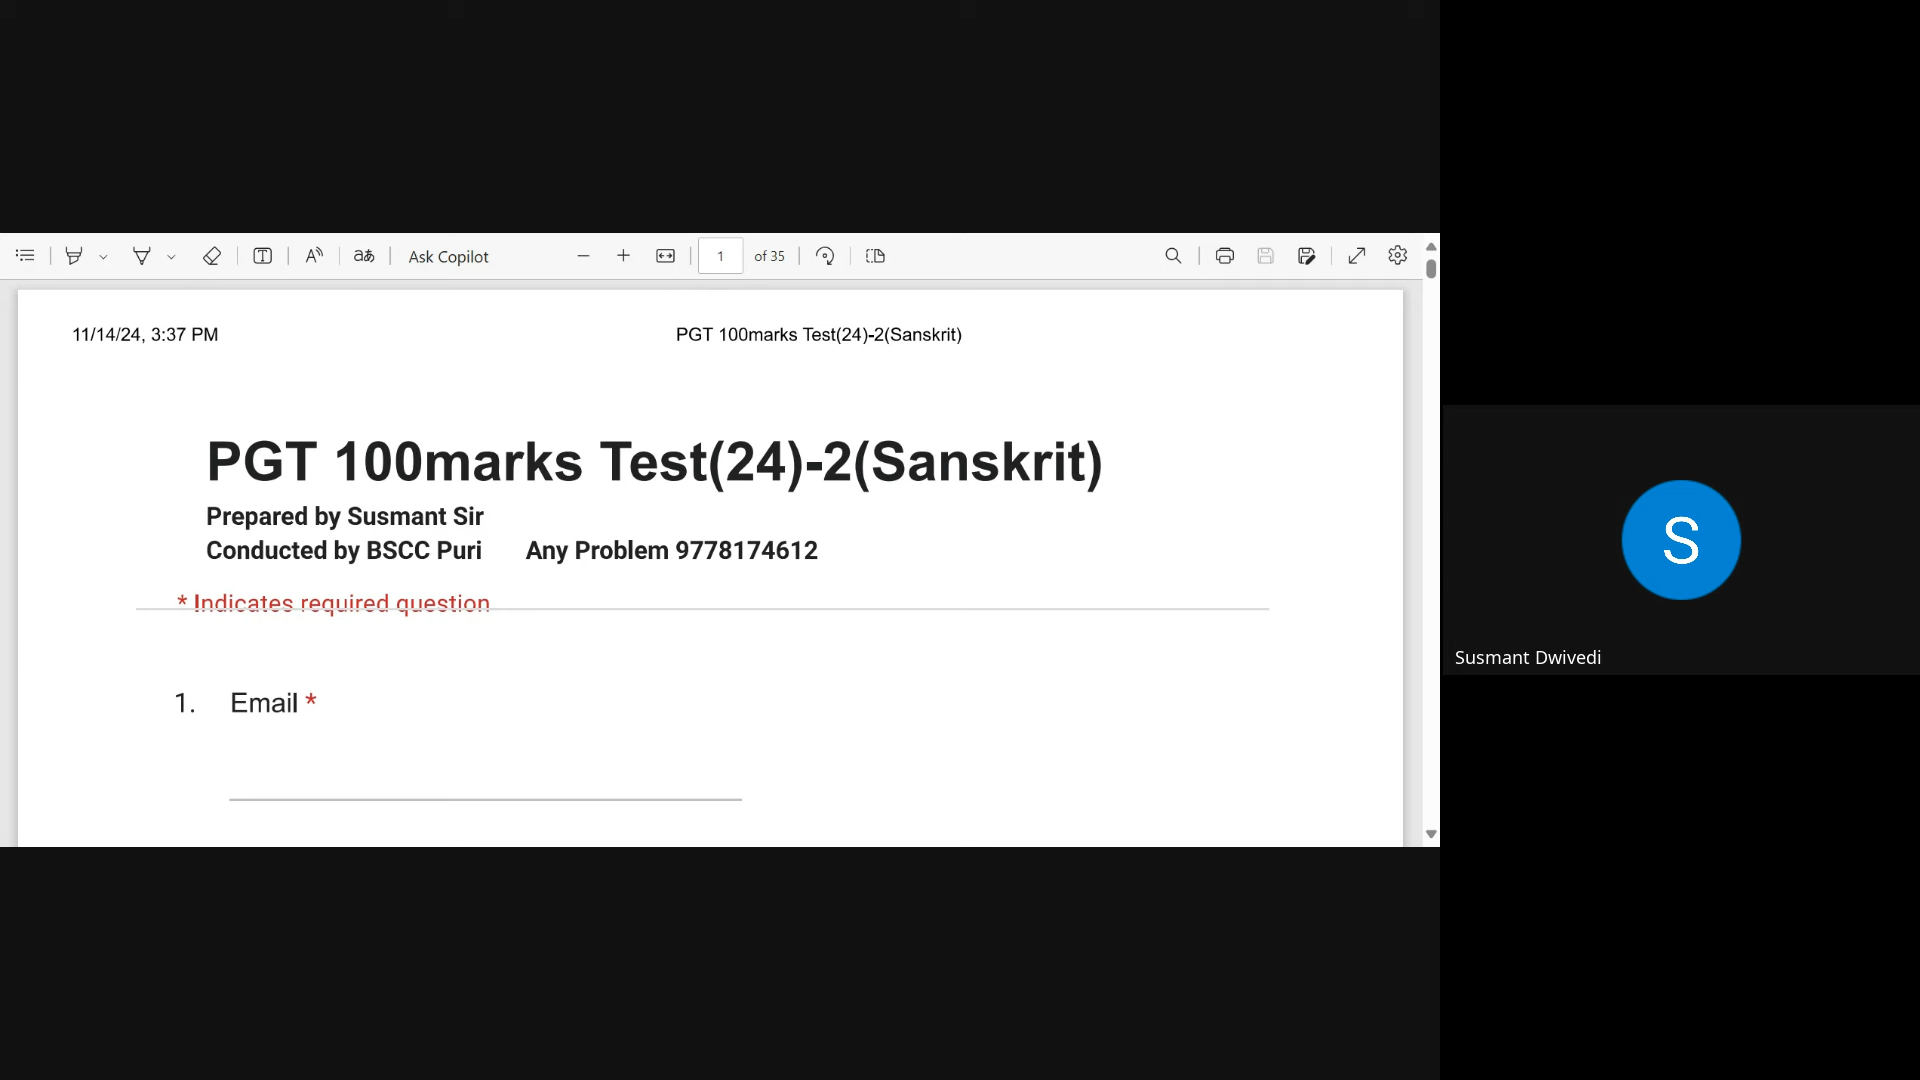 Ask Copilot
1 of 35
11/14/24, 3:37 PM
PGT 100marks Test(24)-2(Sanskrit)
PGT 100marks Test(24)-2(Sanskrit)
Prepared by Susmant Sir
Conducted by BSCC Puri Any Problem 9778174612
* Indicates required question
1. Email *
S
Susmant Dwivedi